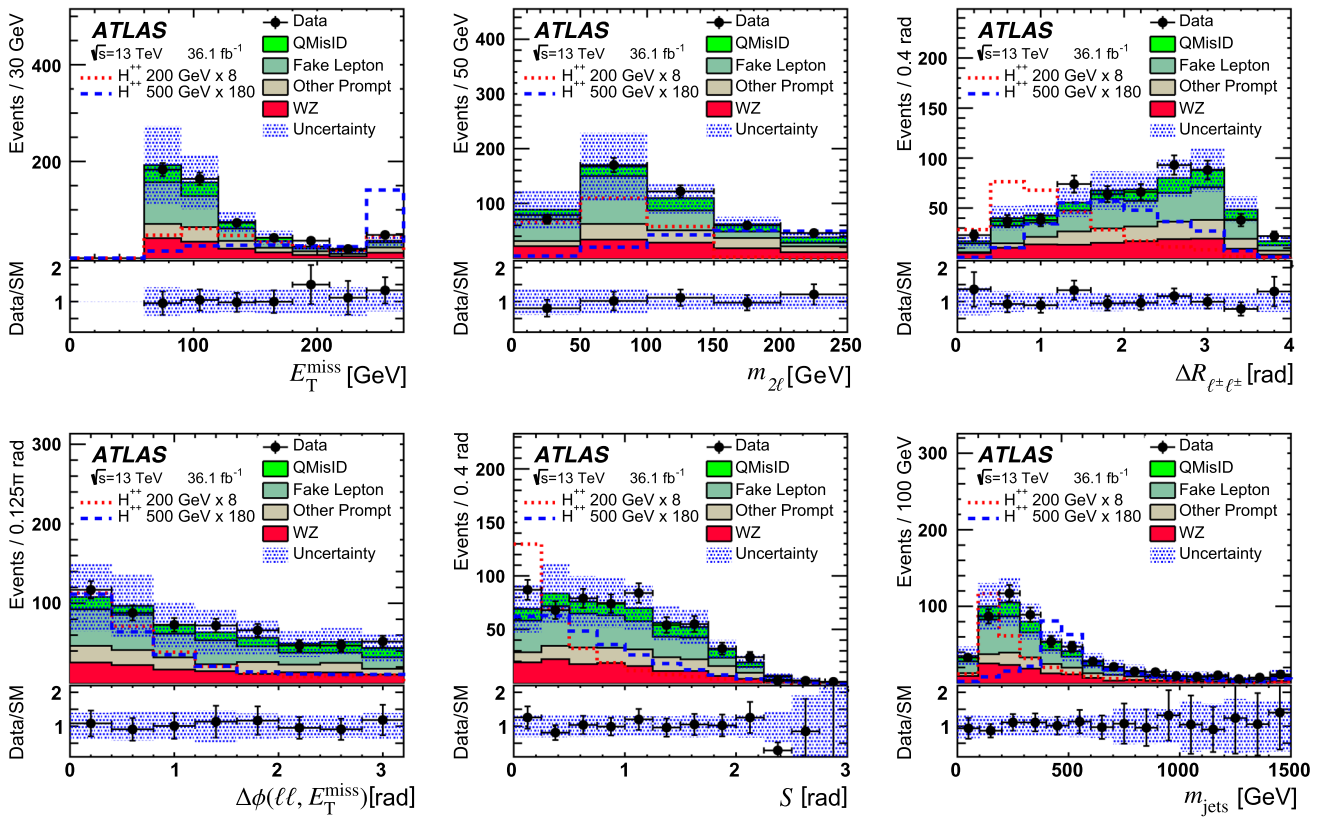 Events / 30 GeV
400
200
ATLAS
√s=13 TeV 36.1 fb⁻¹
H⁺⁺ 200 GeV x 8
H⁺⁺ 500 GeV x 180
Data
QMisID
Fake Lepton
Other Prompt
WZ
Uncertainty
Data/SM
2
1
0 100 200
E_T^miss [GeV]
Events / 50 GeV
400
300
200
100
ATLAS
√s=13 TeV 36.1 fb⁻¹
H⁺⁺ 200 GeV x 8
H⁺⁺ 500 GeV x 180
Data
QMisID
Fake Lepton
Other Prompt
WZ
Uncertainty
Data/SM
2
1
0 50 100 150 200 250
m_2ℓ [GeV]
Events / 0.4 rad
200
150
100
50
ATLAS
√s=13 TeV 36.1 fb⁻¹
H⁺⁺ 200 GeV x 8
H⁺⁺ 500 GeV x 180
Data
QMisID
Fake Lepton
Other Prompt
WZ
Uncertainty
Data/SM
2
1
0 1 2 3 4
ΔR_ℓ±ℓ± [rad]
Events / 0.125π rad
300
200
100
ATLAS
√s=13 TeV 36.1 fb⁻¹
H⁺⁺ 200 GeV x 8
H⁺⁺ 500 GeV x 180
Data
QMisID
Fake Lepton
Other Prompt
WZ
Uncertainty
Data/SM
2
1
0 1 2 3
Δϕ(ℓℓ, E_T^miss)[rad]
Events / 0.4 rad
200
150
100
50
ATLAS
√s=13 TeV 36.1 fb⁻¹
H⁺⁺ 200 GeV x 8
H⁺⁺ 500 GeV x 180
Data
QMisID
Fake Lepton
Other Prompt
WZ
Uncertainty
Data/SM
2
1
0 1 2 3
S [rad]
Events / 100 GeV
300
200
100
ATLAS
√s=13 TeV 36.1 fb⁻¹
H⁺⁺ 200 GeV x 8
H⁺⁺ 500 GeV x 180
Data
QMisID
Fake Lepton
Other Prompt
WZ
Uncertainty
Data/SM
2
1
0 500 1000 1500
m_jets [GeV]